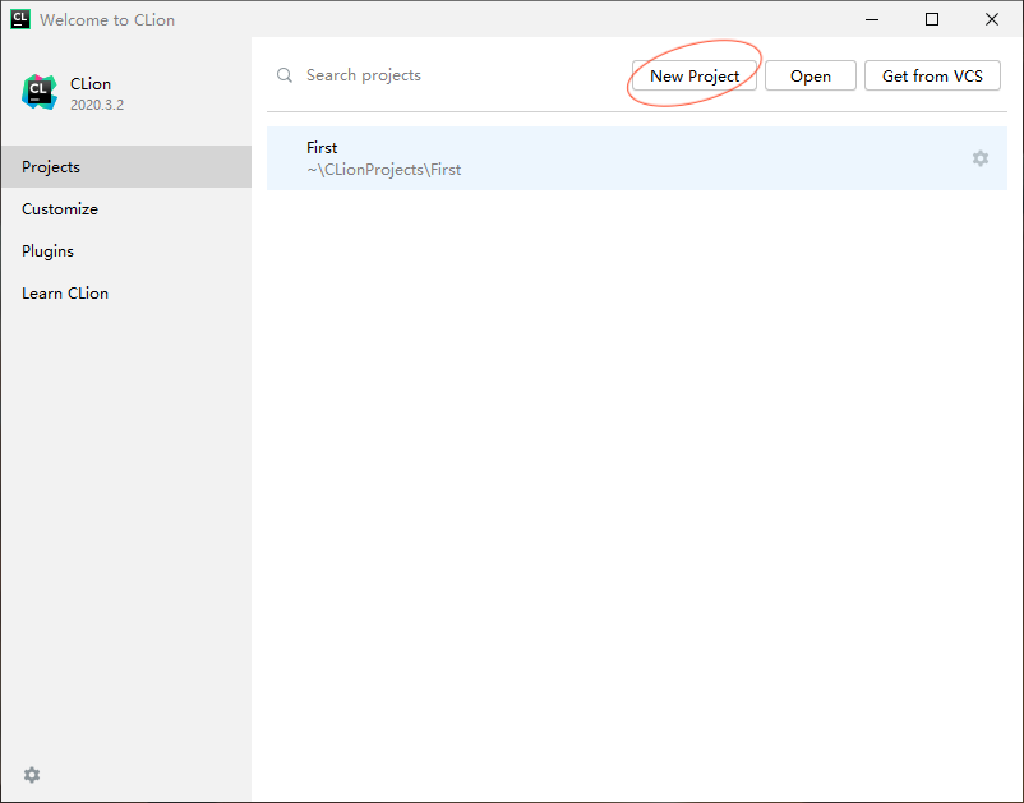 CL Welcome to CLion
CL CLion
2020.3.2
Projects
Customize
Plugins
Learn CLion
Search projects
New Project
Open
Get from VCS
First
~\CLionProjects\First